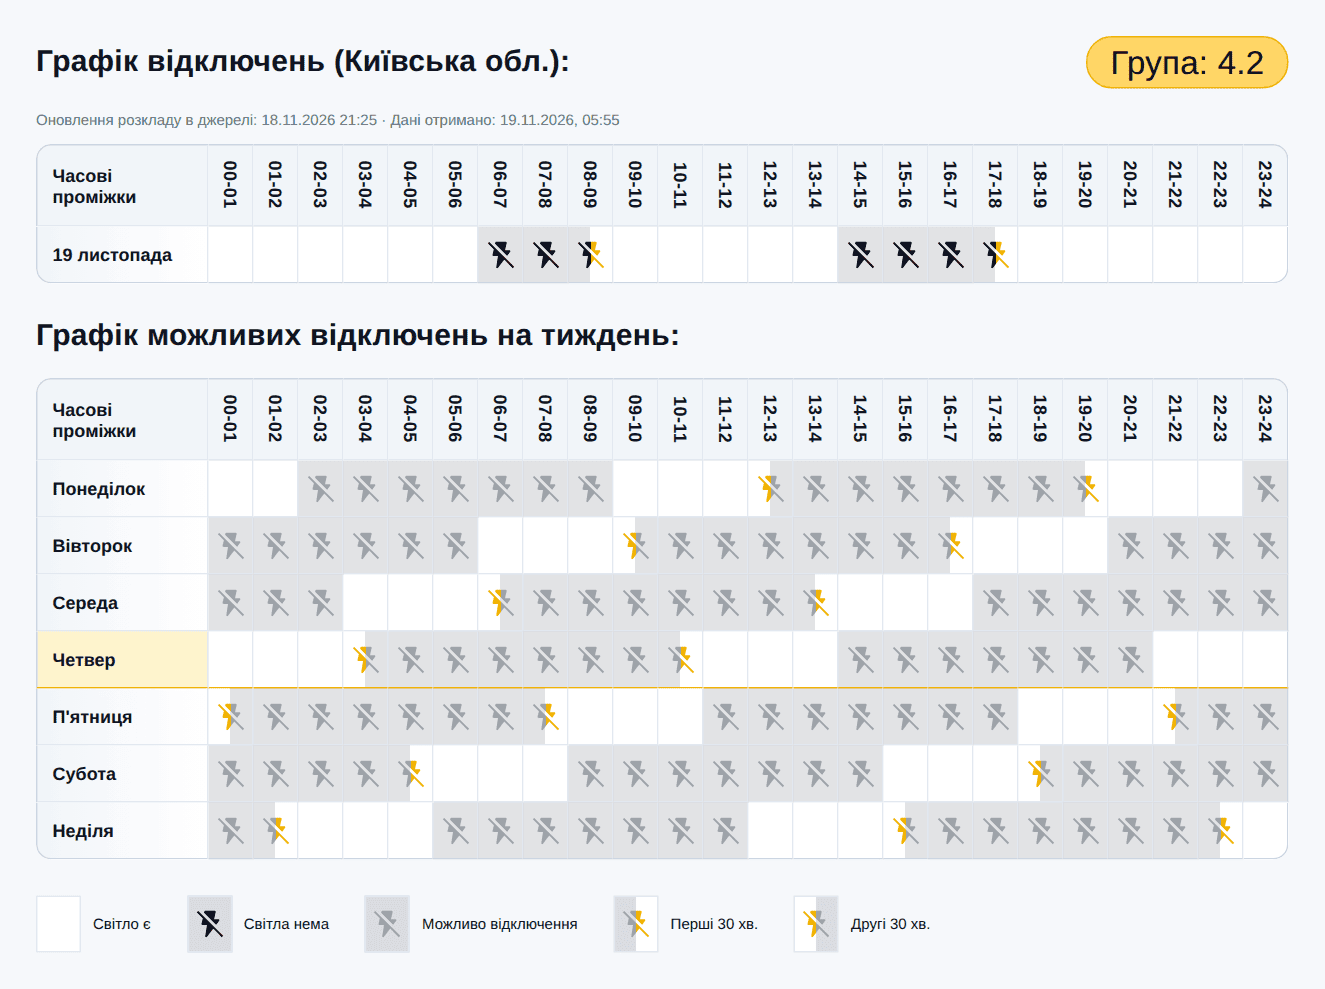 Графік відключень (Київська обл.):
Група: 4.2
Оновлення розкладу в джерелі: 18.11.2026 21:25 · Дані отримано: 19.11.2026, 05:55
Часові
проміжки
00-01 01-02 02-03 03-04 04-05 05-06 06-07 07-08 08-09 09-10 10-11 11-12 12-13 13-14 14-15 15-16 16-17 17-18 18-19 19-20 20-21 21-22 22-23 23-24
19 листопада
Графік можливих відключень на тиждень:
Часові
проміжки
00-01 01-02 02-03 03-04 04-05 05-06 06-07 07-08 08-09 09-10 10-11 11-12 12-13 13-14 14-15 15-16 16-17 17-18 18-19 19-20 20-21 21-22 22-23 23-24
Понеділок
Вівторок
Середа
Четвер
П'ятниця
Субота
Неділя
Світло є
Світла нема
Можливо відключення
Перші 30 хв.
Другі 30 хв.